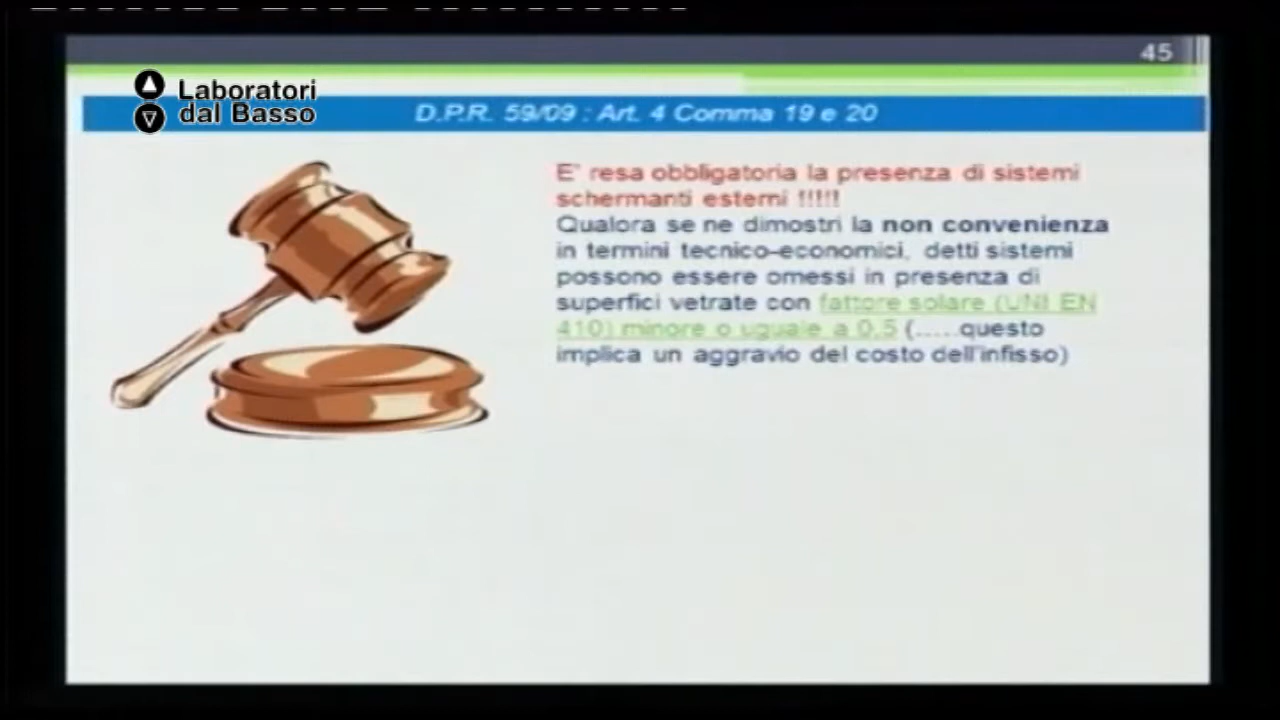 45
Laboratori
dal Basso
D.P.R. 59/09 : Art. 4 Comma 19 e 20
E' resa obbligatoria la presenza di sistemi
schermanti esterni !!!!!
Qualora se ne dimostri la non convenienza
in termini tecnico-economici, detti sistemi
possono essere omessi in presenza di
superfici vetrate con fattore solare (UNI EN
410) minore o uguale a 0,5 (.....questo
implica un aggravio del costo dell'infisso)